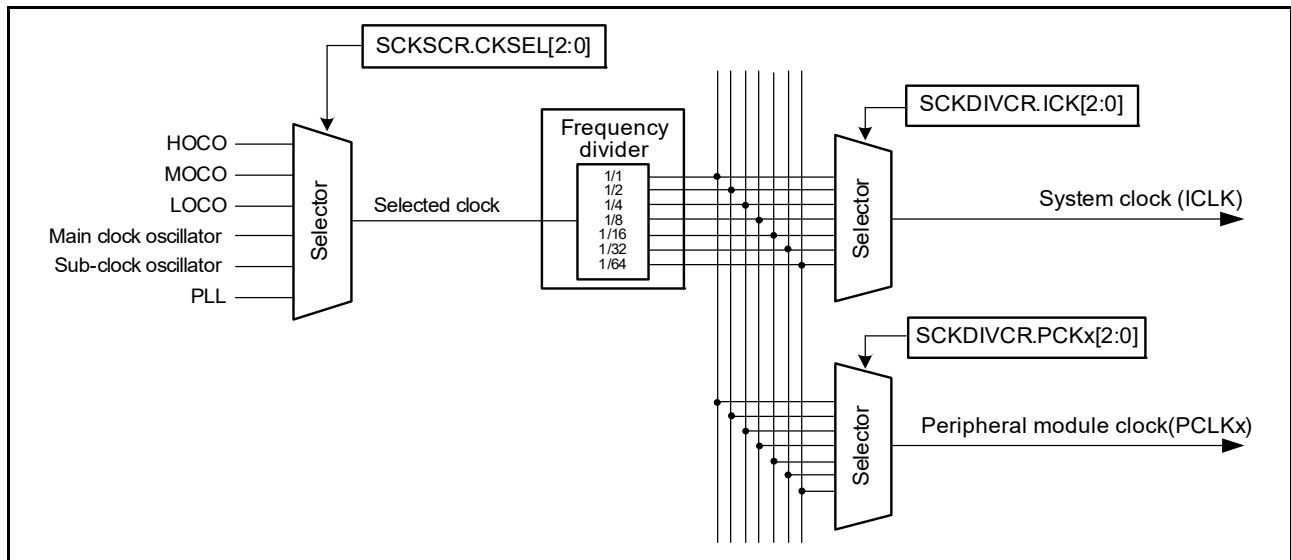 SCKSCR.CKSEL[2:0]
HOCO
MOCO
LOCO
Main clock oscillator
Sub-clock oscillator
PLL
Selector
Selected clock
Frequency
divider
1/1
1/2
1/4
1/8
1/16
1/32
1/64
SCKDIVCR.ICK[2:0]
Selector
System clock (ICLK)
SCKDIVCR.PCKx[2:0]
Selector
Peripheral module clock(PCLKx)